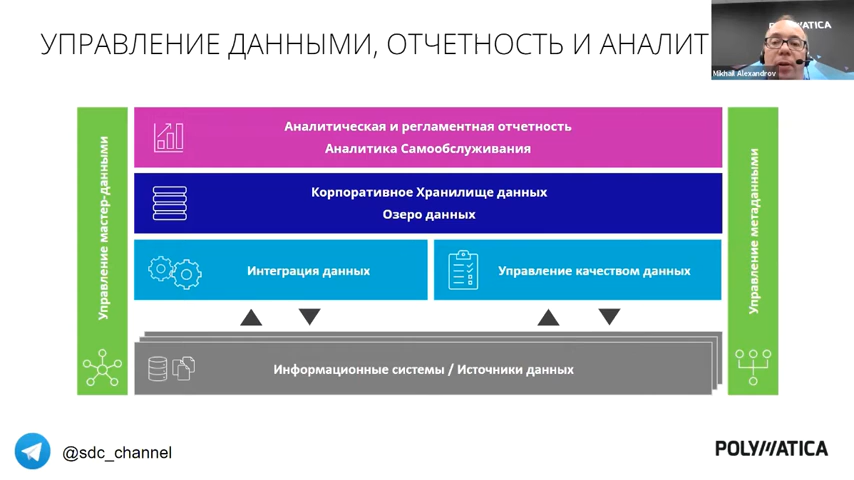 УПРАВЛЕНИЕ ДАННЫМИ, ОТЧЕТНОСТЬ И АНАЛИТ
POLYMATICA
Mikhail Alexandrov
Управление мастер-данными
Аналитическая и регламентная отчетность
Аналитика Самообслуживания
Корпоративное Хранилище данных
Озеро данных
Интеграция данных
Управление качеством данных
Информационные системы / Источники данных
Управление метаданными
@sdc_channel
POLYMATICA